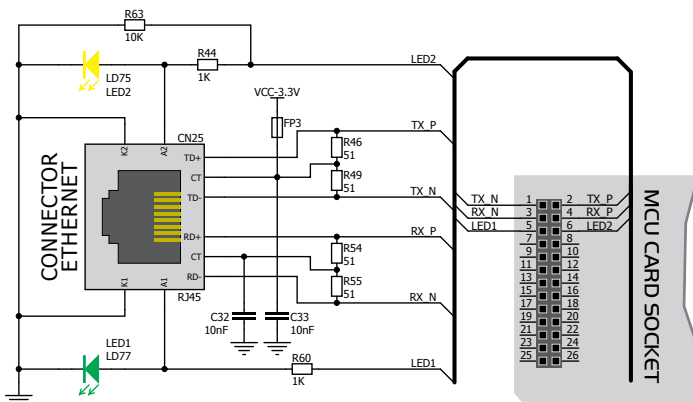 R63
10K
R44
1K
LED2
LD75
LED2
VCC-3.3V
FP3
CN25
K2
A2
TD+
CT
TD-
RD+
CT
RD-
K1
A1
RJ45
CONNECTOR
ETHERNET
TX_P
R46
51
R49
51
TX_N
RX_P
R54
51
R55
51
RX_N
C32
10nF
C33
10nF
LED1
LD77
R60
1K
LED1
TX_N 1 2 TX_P
RX_N 3 4 RX_P
LED1 5 6 LED2
7 8
9 10
11 12
13 14
15 16
17 18
19 20
21 22
23 24
25 26
MCU CARD SOCKET